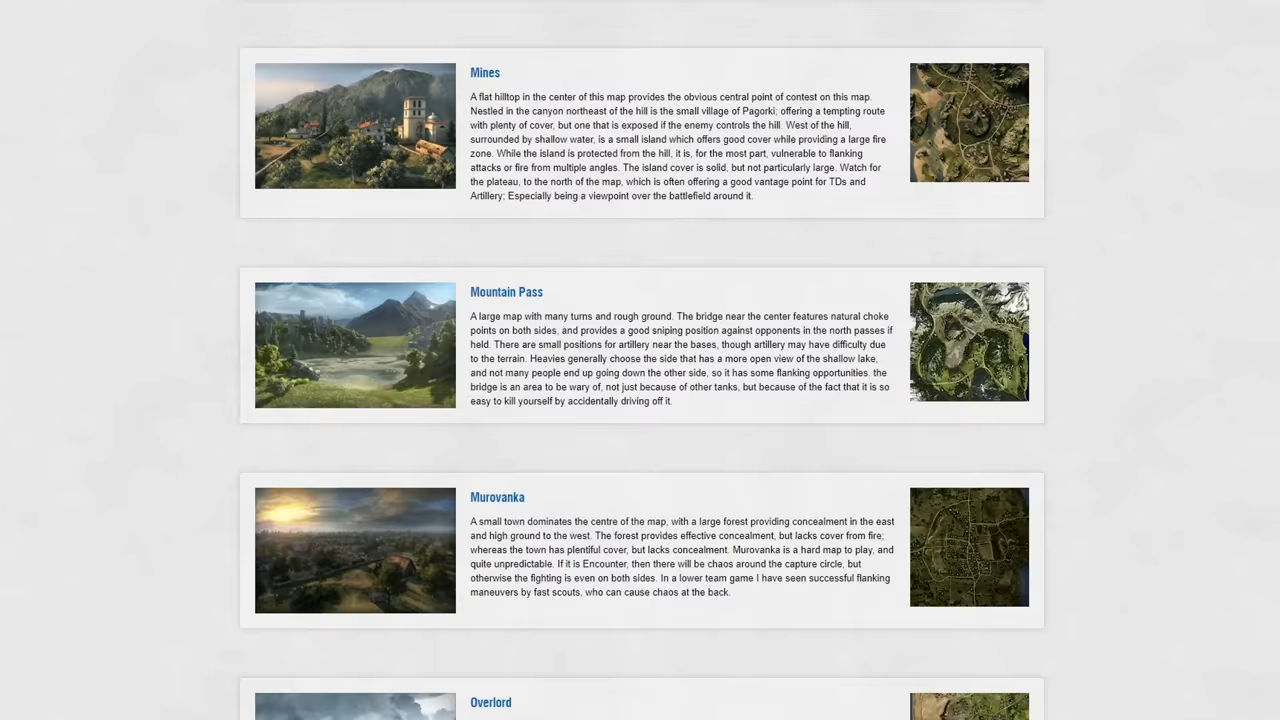 Mines
A flat hilltop in the center of this map provides the obvious central point of contest on this map.
Nestled in the canyon northeast of the hill is the small village of Pagorki; offering a tempting route
with plenty of cover, but one that is exposed if the enemy controls the hill. West of the hill,
surrounded by shallow water, is a small island which offers good cover while providing a large fire
zone. While the island is protected from the hill, it is, for the most part, vulnerable to flanking
attacks or fire from multiple angles. The island cover is solid, but not particularly large. Watch for
the plateau, to the north of the map, which is often offering a good vantage point for TDs and
Artillery; Especially being a viewpoint over the battlefield around it.
Mountain Pass
A large map with many turns and rough ground. The bridge near the center features natural choke
points on both sides, and provides a good sniping position against opponents in the north passes if
held. There are small positions for artillery near the bases, though artillery may have difficulty due
to the terrain. Heavies generally choose the side that has a more open view of the shallow lake,
and not many people end up going down the other side, so it has some flanking opportunities. the
bridge is an area to be wary of, not just because of other tanks, but because of the fact that it is so
easy to kill yourself by accidentally driving off it.
Murovanka
A small town dominates the centre of the map, with a large forest providing concealment in the east
and high ground to the west. The forest provides effective concealment, but lacks cover from fire;
whereas the town has plentiful cover, but lacks concealment. Murovanka is a hard map to play, and
quite unpredictable. If it is Encounter, then there will be chaos around the capture circle, but
otherwise the fighting is even on both sides. In a lower team game I have seen successful flanking
maneuvers by fast scouts, who can cause chaos at the back.
Overlord